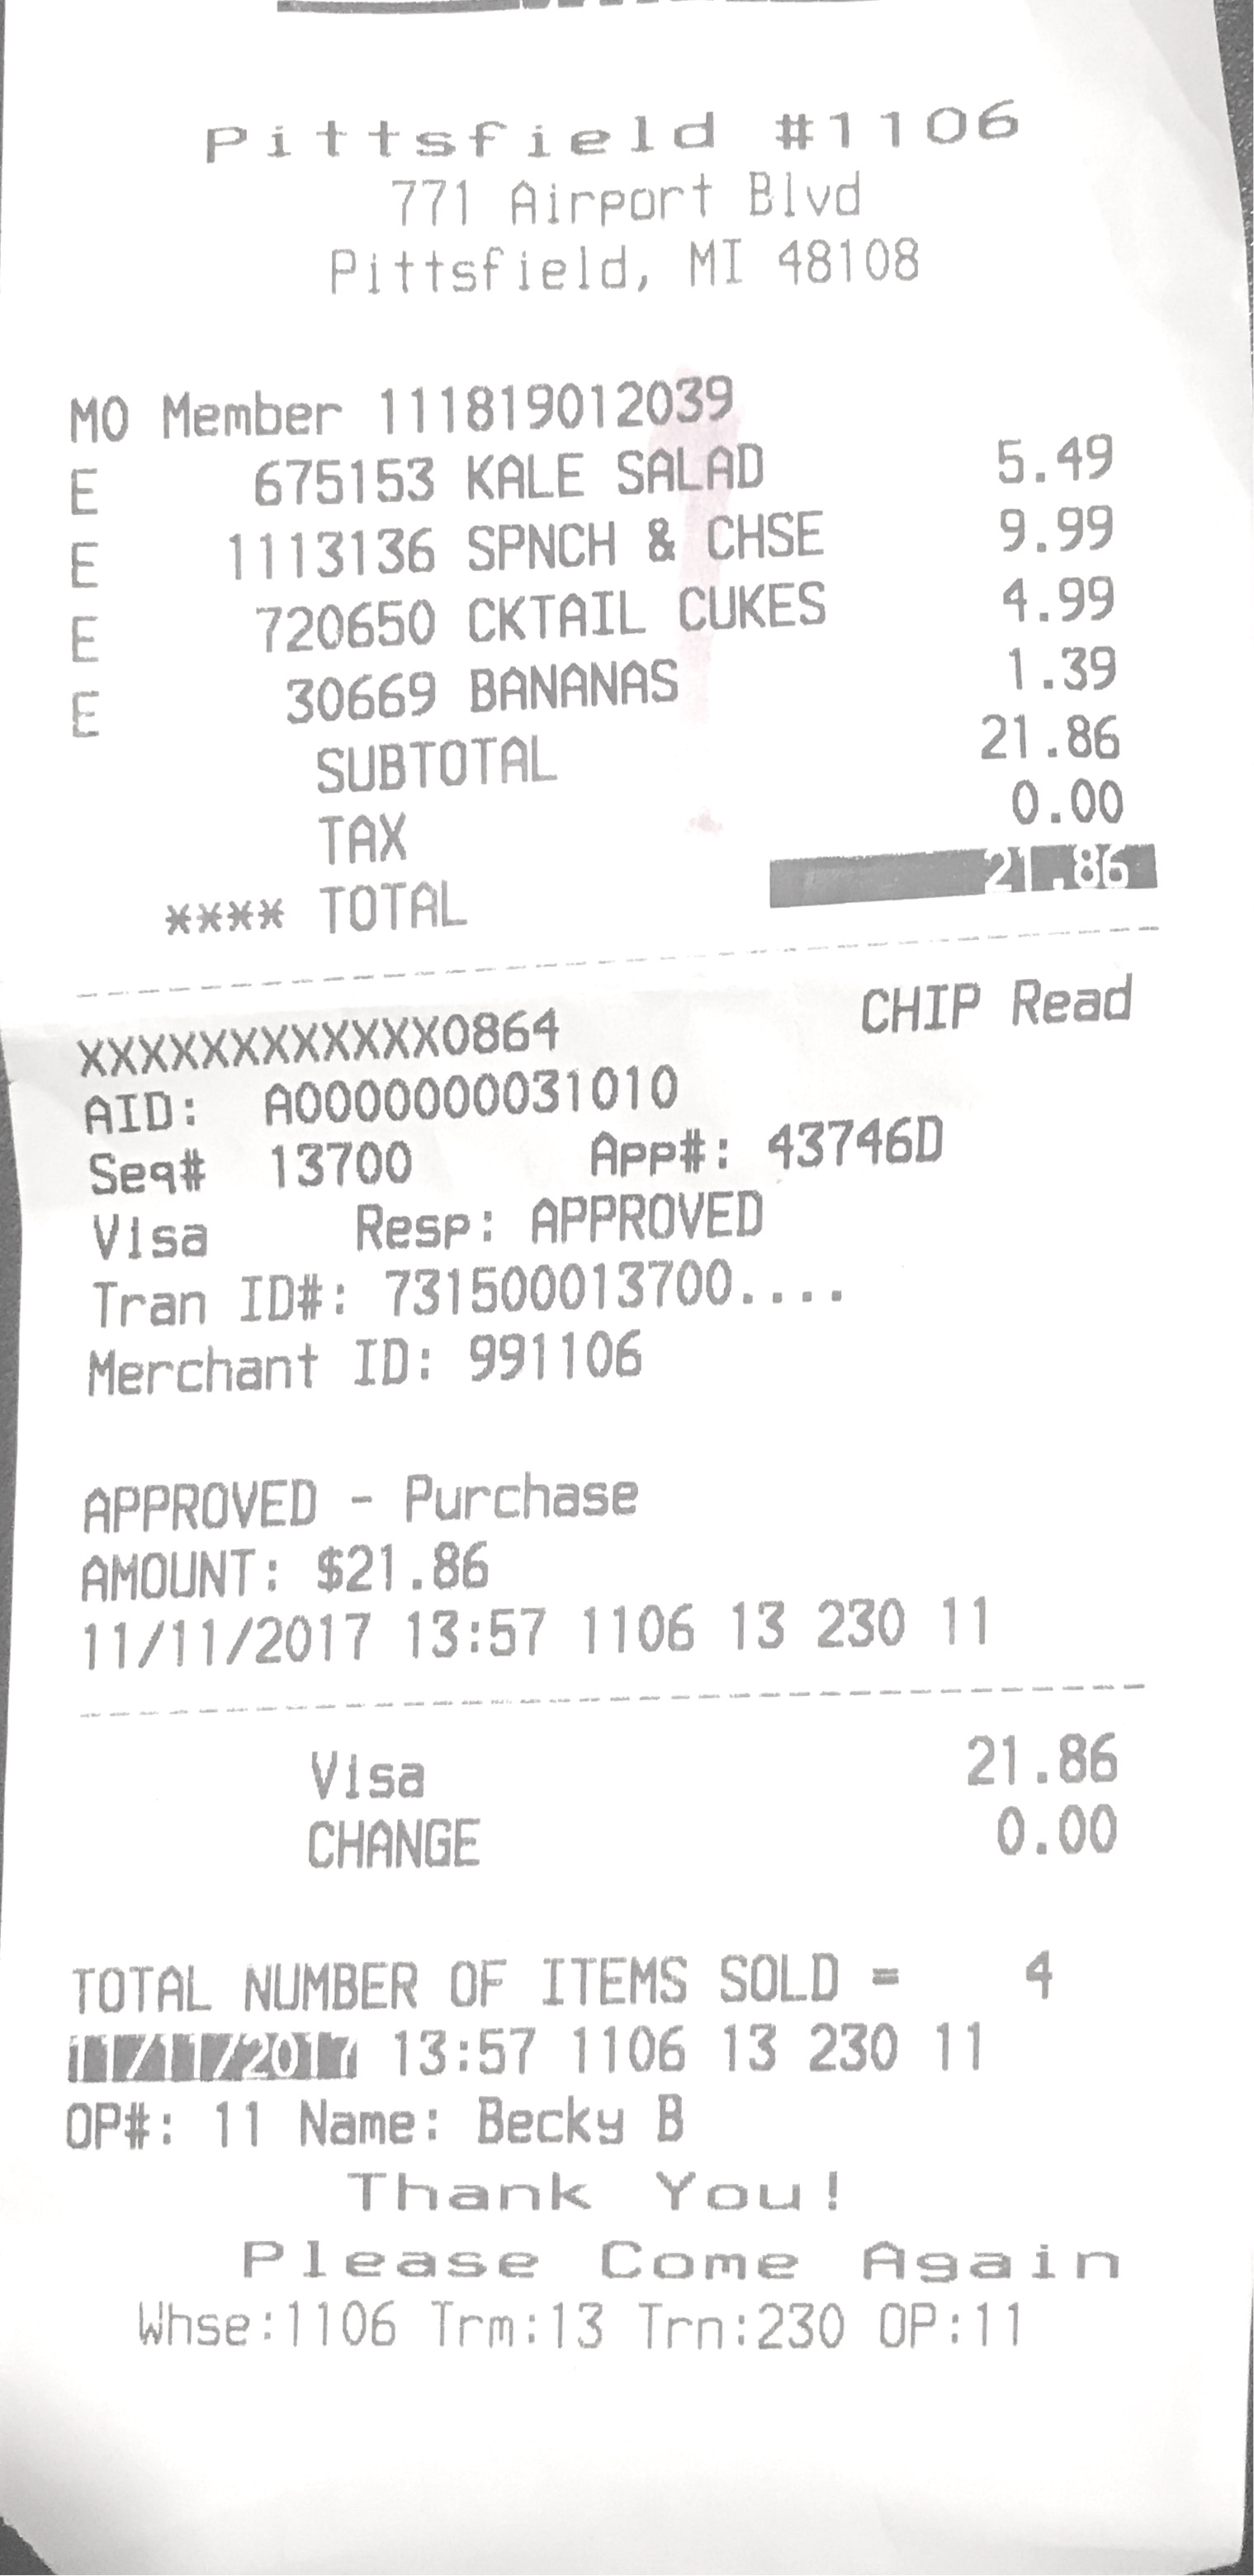 Pittsfield #1106
771 Airport Blvd
Pittsfield, MI 48108
MO Member 111819012039
E 675153 KALE SALAD 5.49
E 1113136 SPNCH & CHSE 9.99
E 720650 CKTAIL CUKES 4.99
E 30669 BANANAS 1.39
SUBTOTAL 21.86
TAX 0.00
**** TOTAL 21.86
XXXXXXXXXXXX0864 CHIP Read
AID: A0000000031010
Seq# 13700 App#: 43746D
Visa Resp: APPROVED
Tran ID#: 731500013700....
Merchant ID: 991106
APPROVED - Purchase
AMOUNT: $21.86
11/11/2017 13:57 1106 13 230 11
Visa 21.86
CHANGE 0.00
TOTAL NUMBER OF ITEMS SOLD = 4
11/11/2017 13:57 1106 13 230 11
OP#: 11 Name: Becky B
Thank You!
Please Come Again
Whse:1106 Trm:13 Trn:230 OP:11